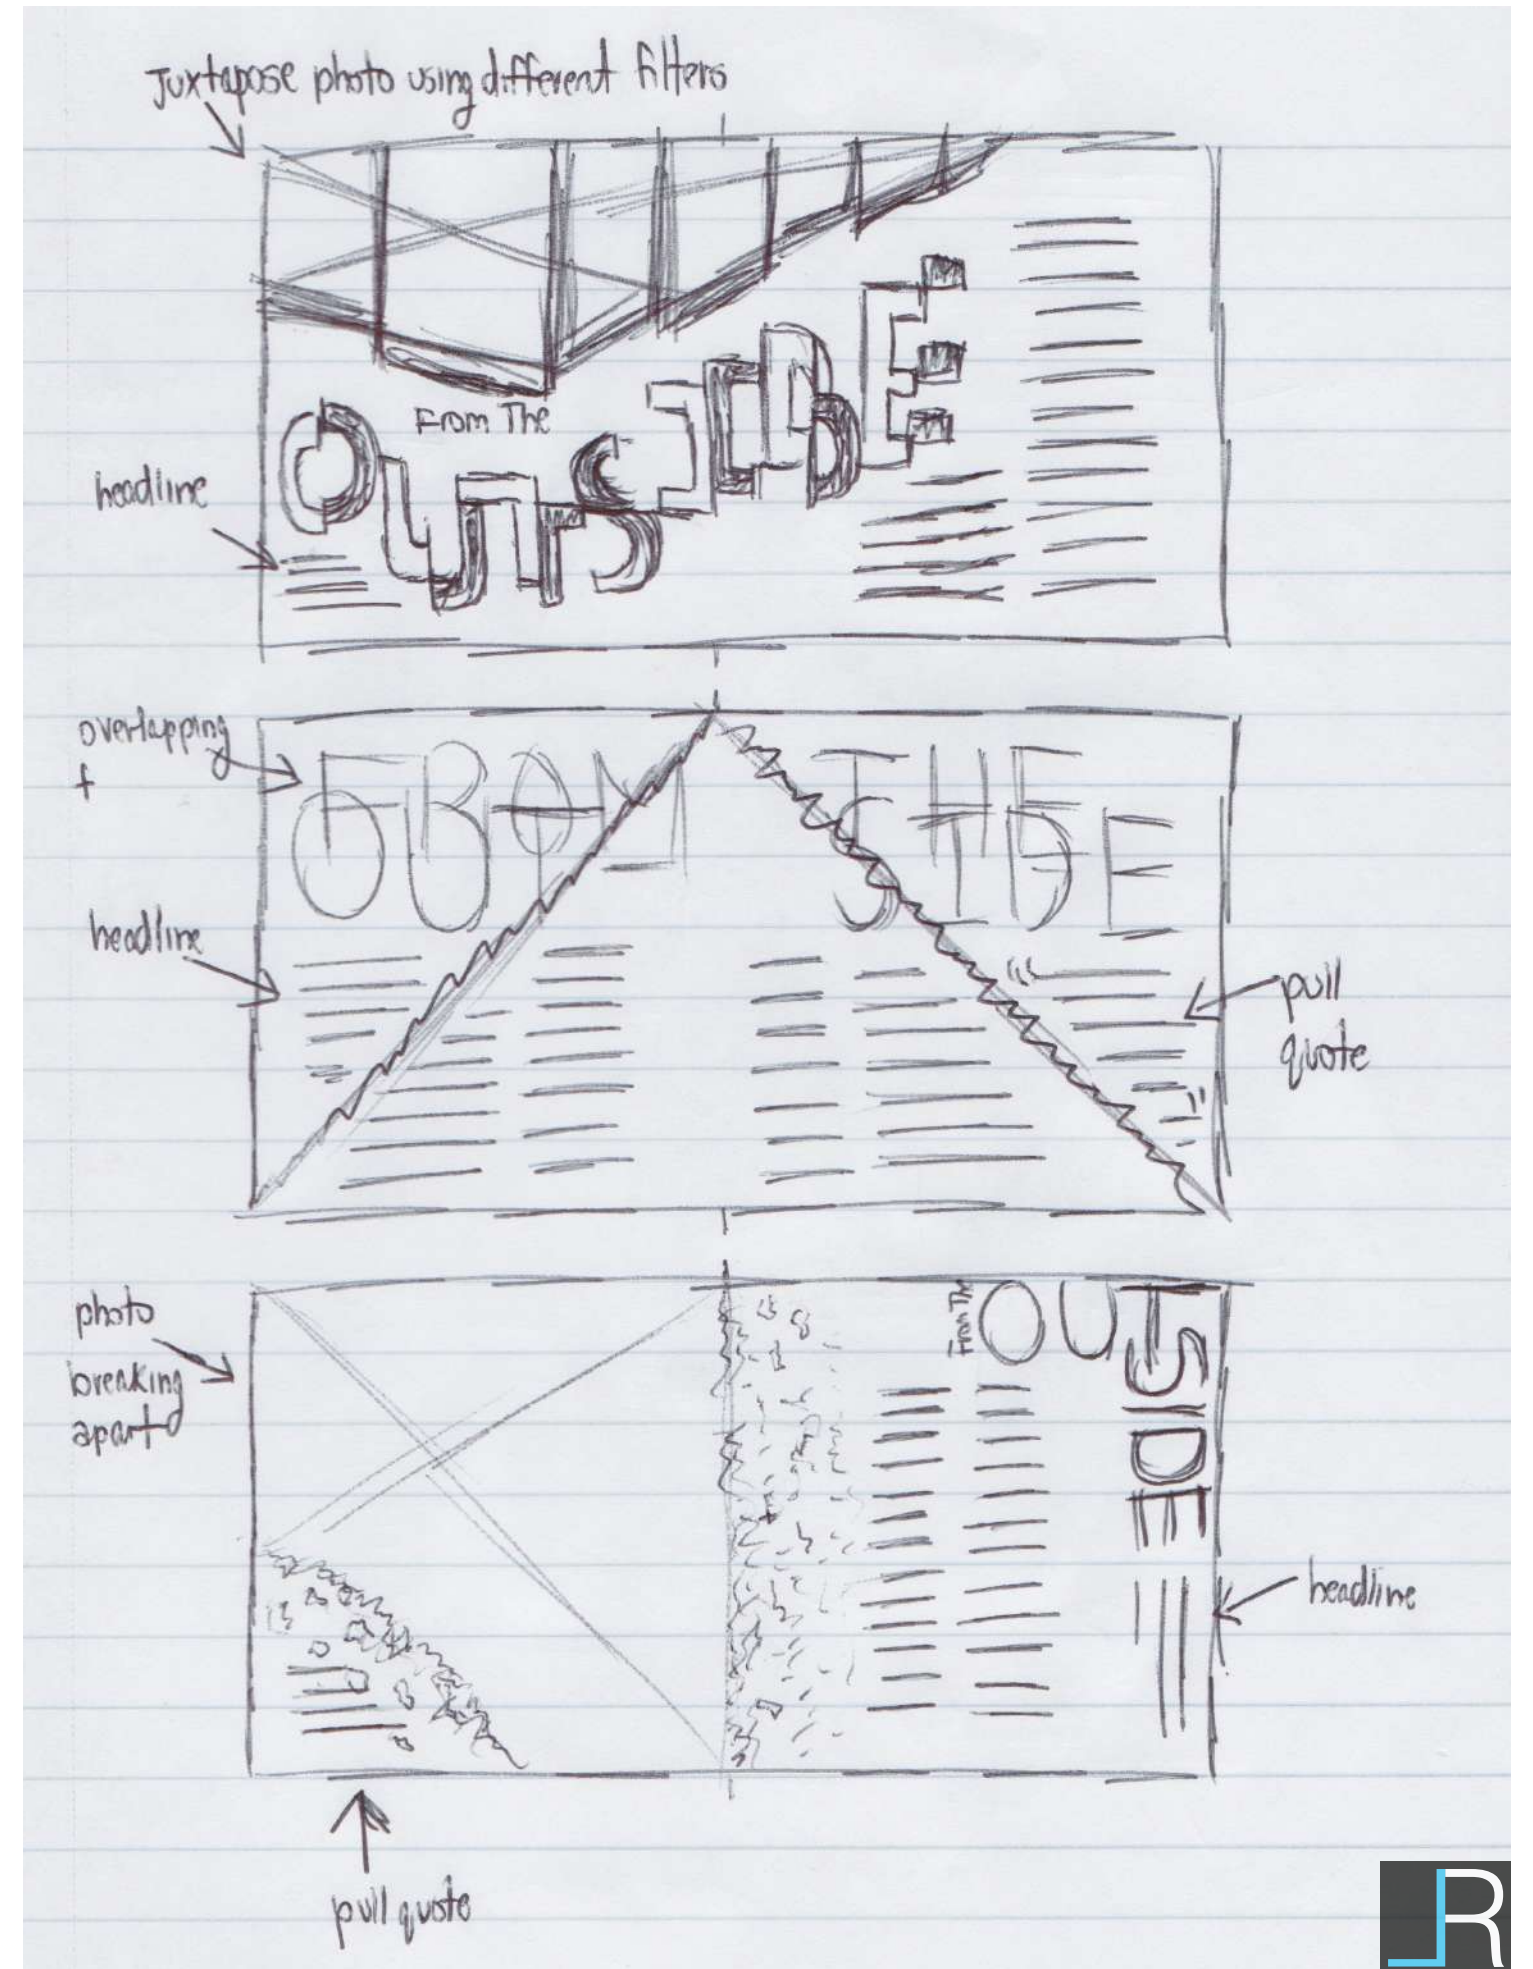 Juxtapose photo using different filters
From The
OUTSIDE
headline
overlapping
f
FROM THE
OUTSIDE
headline
pull
quote
photo
breaking
apart
From The
OUTSIDE
headline
pull quote
JR